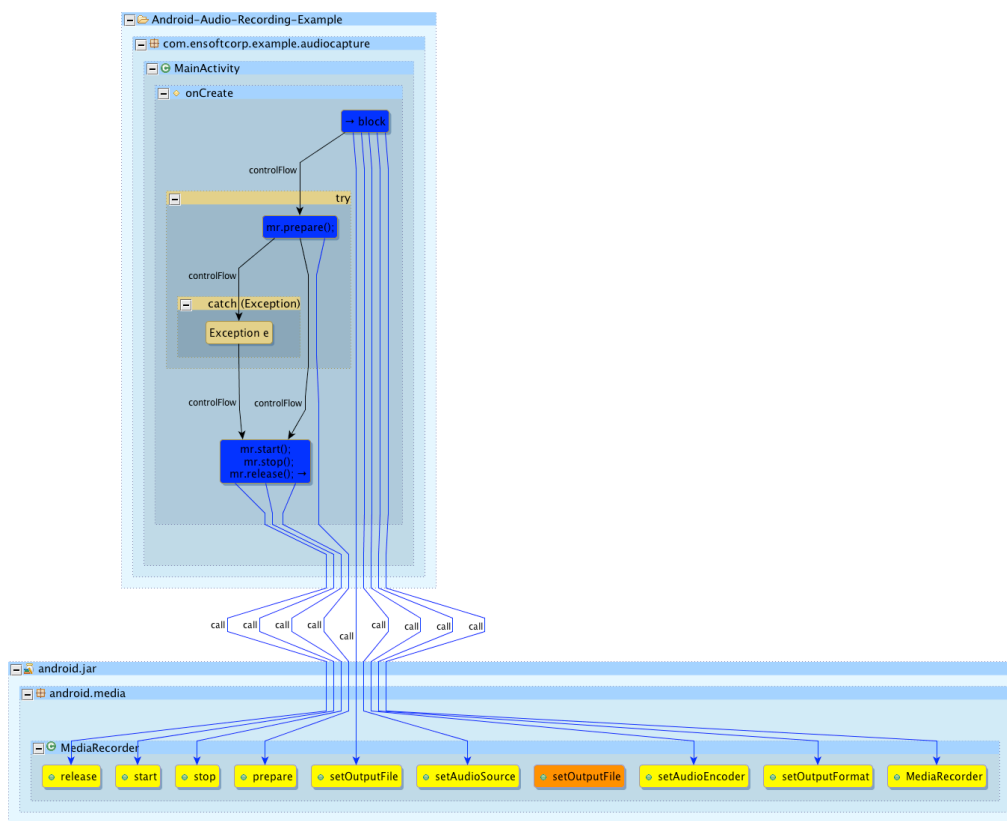 Android-Audio-Recording-Example
com.ensoftcorp.example.audiocapture
MainActivity
onCreate
→ block
controlFlow
try
mr.prepare();
controlFlow
catch (Exception)
Exception e
controlFlow controlFlow
mr.start();
mr.stop();
mr.release(); →
call call call call call call call call call
android.jar
android.media
MediaRecorder
release start stop prepare setOutputFile setAudioSource setOutputFile setAudioEncoder setOutputFormat MediaRecorder